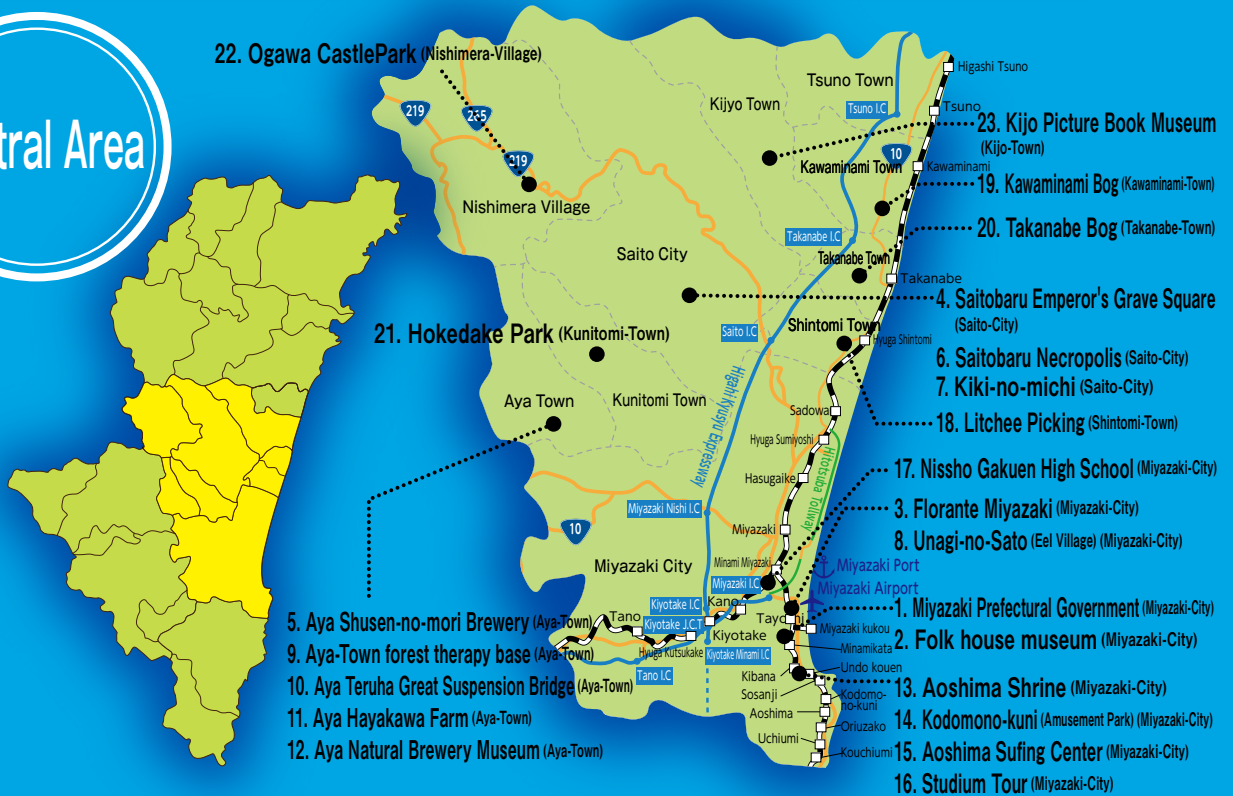 tral Area
22. Ogawa CastlePark (Nishimera-Village)
219
265
219
Nishimera Village
Kijyo Town
Tsuno Town
Tsuno I.C
Higashi Tsuno
Tsuno
23. Kijo Picture Book Museum
(Kijo-Town)
10
Kawaminami Town
Kawaminami
19. Kawaminami Bog (Kawaminami-Town)
Takanabe I.C
20. Takanabe Bog (Takanabe-Town)
Saito City
Takanabe Town
Takanabe
4. Saitobaru Emperor's Grave Square
(Saito-City)
21. Hokedake Park (Kunitomi-Town)
Saito I.C
Shintomi Town
Hyuga Shintomi
6. Saitobaru Necropolis (Saito-City)
7. Kiki-no-michi (Saito-City)
Aya Town
Kunitomi Town
Higahi Kyusyu Expressway
Sadowa
18. Litchee Picking (Shintomi-Town)
Hyuga Sumiyoshi
Hitotsuba Tollway
Hasugaike
17. Nissho Gakuen High School (Miyazaki-City)
Miyazaki Nishi I.C
10
Miyazaki
3. Florante Miyazaki (Miyazaki-City)
8. Unagi-no-Sato (Eel Village) (Miyazaki-City)
Miyazaki City
Minami Miyazaki
Miyazaki Port
Miyazaki I.C
Miyazaki Airport
Kiyotake I.C
Kano
1. Miyazaki Prefectural Government (Miyazaki-City)
5. Aya Shusen-no-mori Brewery (Aya-Town)
Tano
Kiyotake J.C.T
Miyazaki kukou
Kiyotake
2. Folk house museum (Miyazaki-City)
9. Aya-Town forest therapy base (Aya-Town)
Hyuga Kutsukake
Kiyotake Minami I.C
Minamikata
Tano I.C
Kibana
Undo kouen
10. Aya Teruha Great Suspension Bridge (Aya-Town)
Sosanji
13. Aoshima Shrine (Miyazaki-City)
Kodomo-
no-kuni
11. Aya Hayakawa Farm (Aya-Town)
Aoshima
14. Kodomono-kuni (Amusement Park) (Miyazaki-City)
Oriuzako
12. Aya Natural Brewery Museum (Aya-Town)
Uchiumi
15. Aoshima Sufing Center (Miyazaki-City)
Kouchiumi
16. Studium Tour (Miyazaki-City)